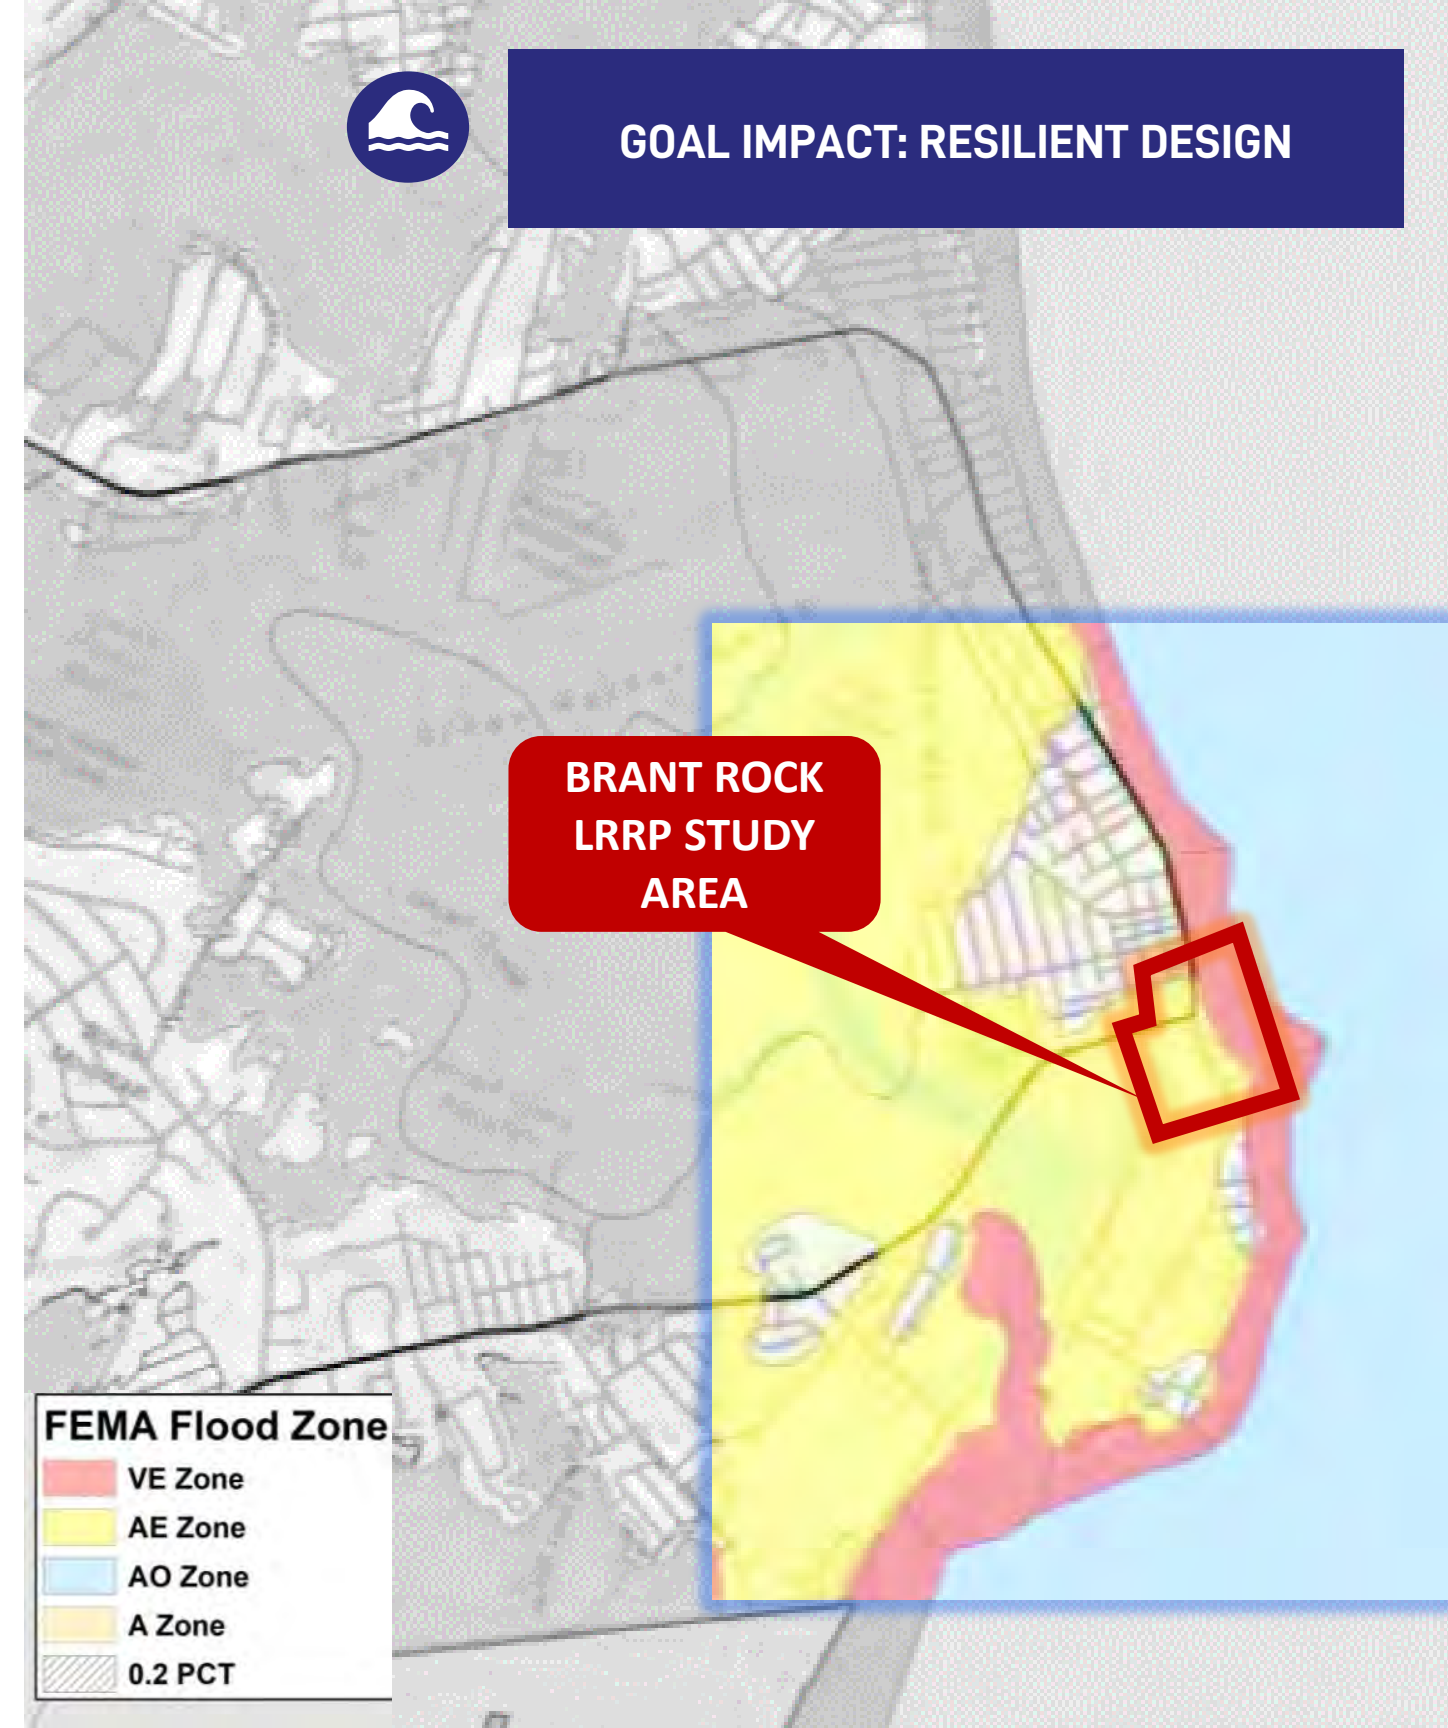 GOAL IMPACT: RESILIENT DESIGN
BRANT ROCK
LRRP STUDY
AREA
FEMA Flood Zone
VE Zone
AE Zone
AO Zone
A Zone
0.2 PCT